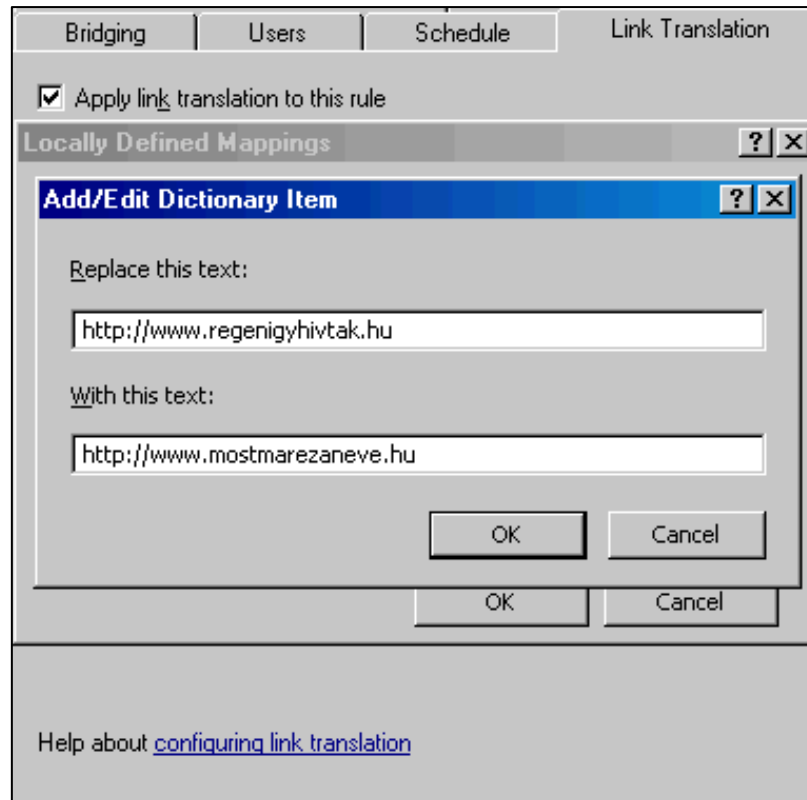 Bridging Users Schedule Link Translation
Apply link translation to this rule
Locally Defined Mappings
Add/Edit Dictionary Item
Replace this text:
http://www.regenigyhivtak.hu
With this text:
http://www.mostmarezaneve.hu
OK Cancel
OK Cancel
Help about configuring link translation